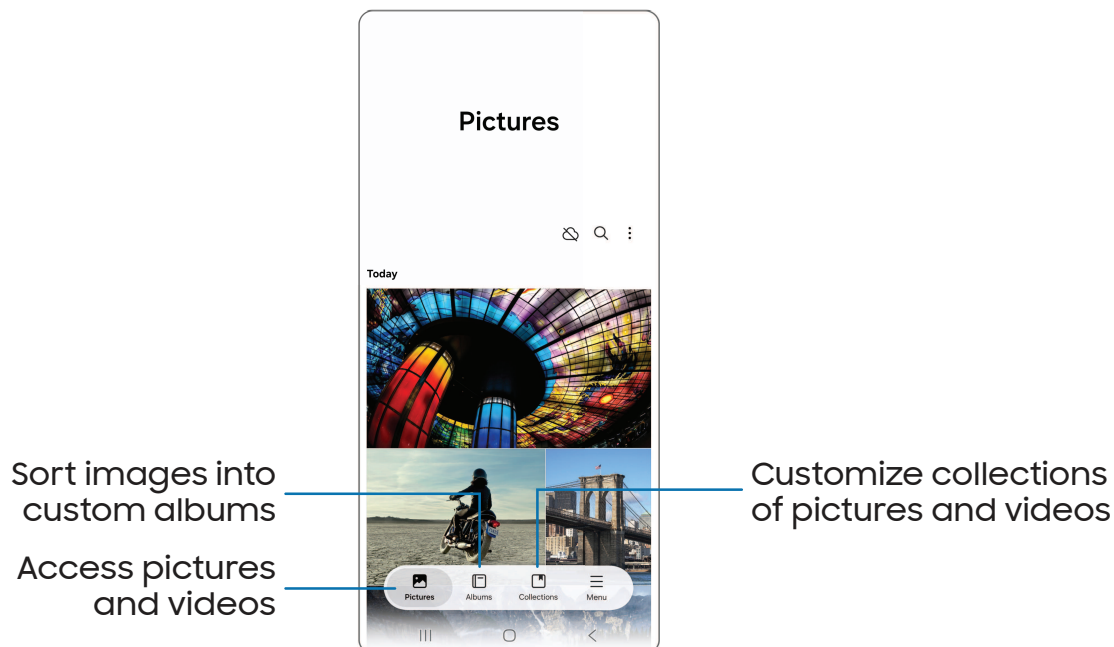 Pictures
Today
Sort images into
custom albums
Customize collections
of pictures and videos
Access pictures
and videos
Pictures
Albums
Collections
Menu